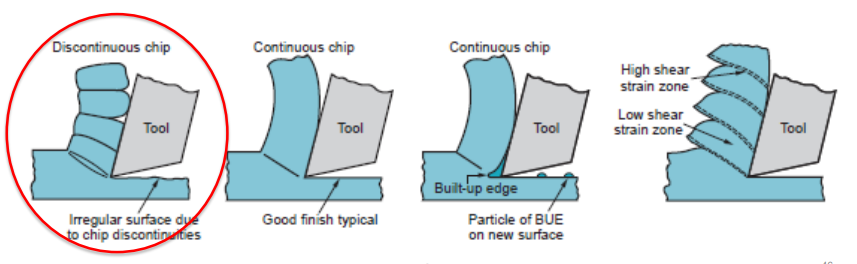 Discontinuous chip
Tool
Irregular surface due
to chip discontinuities
Continuous chip
Tool
Good finish typical
Continuous chip
Tool
Built-up edge
Particle of BUE
on new surface
High shear
strain zone
Low shear
strain zone
Tool